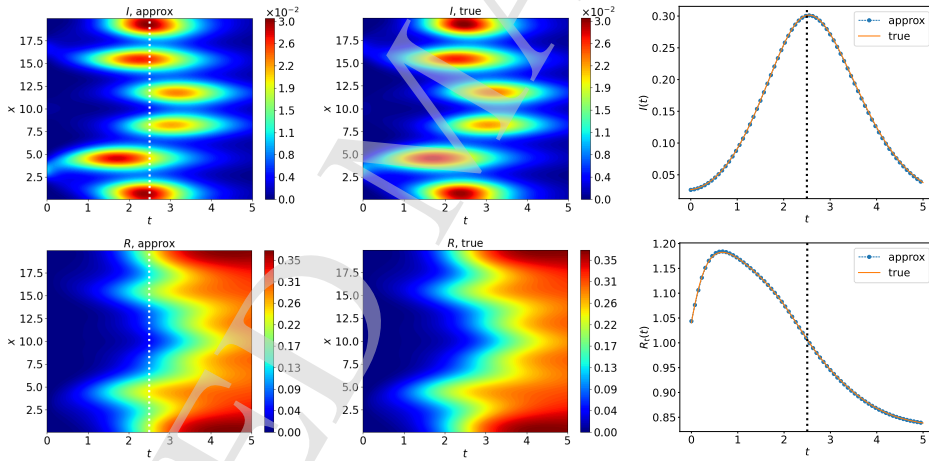 I, approx
17.5
15.0
12.5
10.0
7.5
5.0
2.5
x
0 1 2 3 4 5
t
×10⁻²
3.0
2.6
2.2
1.9
1.5
1.1
0.8
0.4
0.0
I, true
17.5
15.0
12.5
10.0
7.5
5.0
2.5
x
0 1 2 3 4 5
t
×10⁻²
3.0
2.6
2.2
1.9
1.5
1.1
0.8
0.4
0.0
0.30
0.25
0.20
0.15
0.10
0.05
I(t)
0 1 2 3 4 5
t
approx
true
R, approx
17.5
15.0
12.5
10.0
7.5
5.0
2.5
x
0 1 2 3 4 5
t
0.35
0.31
0.26
0.22
0.17
0.13
0.09
0.04
0.00
R, true
17.5
15.0
12.5
10.0
7.5
5.0
2.5
x
0 1 2 3 4 5
t
0.35
0.31
0.26
0.22
0.17
0.13
0.09
0.04
0.00
1.20
1.15
1.10
1.05
1.00
0.95
0.90
0.85
Rₜ(t)
0 1 2 3 4 5
t
approx
true
ED MA